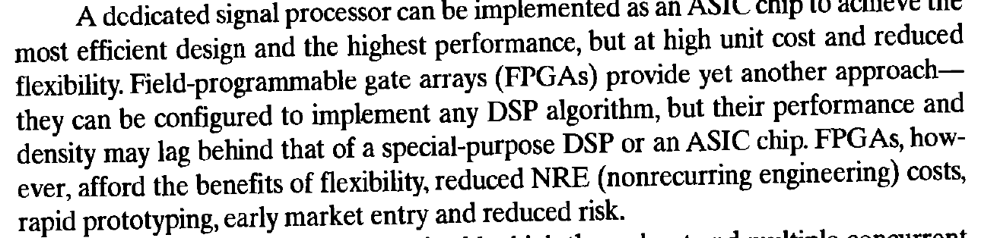 A dedicated signal processor can be implemented as an ASIC chip to achieve the
most efficient design and the highest performance, but at high unit cost and reduced
flexibility. Field-programmable gate arrays (FPGAs) provide yet another approach—
they can be configured to implement any DSP algorithm, but their performance and
density may lag behind that of a special-purpose DSP or an ASIC chip. FPGAs, how-
ever, afford the benefits of flexibility, reduced NRE (nonrecurring engineering) costs,
rapid prototyping, early market entry and reduced risk.
multiple concurrent